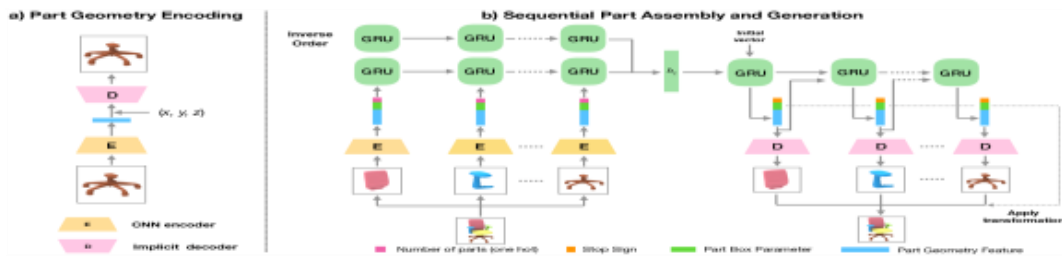 a) Part Geometry Encoding
D
(x, y, z)
E
E CNN encoder
D Implicit decoder
b) Sequential Part Assembly and Generation
Inverse Order
GRU GRU GRU
GRU GRU GRU
E E E
Initial vector
GRU GRU GRU
D D D
Apply transformation
Number of parts (one hot) Stop Sign Part Box Parameter Part Geometry Feature